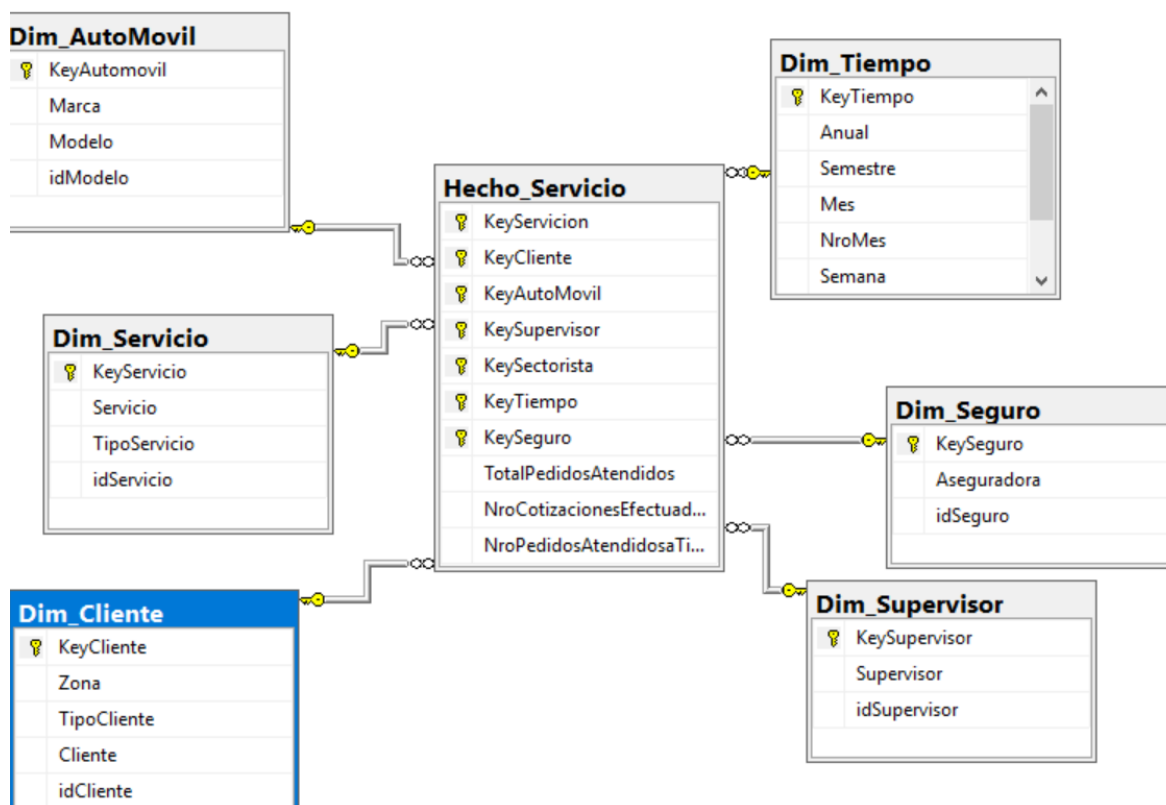 Dim_AutoMovil
KeyAutomovil
Marca
Modelo
idModelo
Dim_Tiempo
KeyTiempo
Anual
Semestre
Mes
NroMes
Semana
Hecho_Servicio
KeyServicion
KeyCliente
KeyAutoMovil
KeySupervisor
KeySectorista
KeyTiempo
KeySeguro
TotalPedidosAtendidos
NroCotizacionesEfectuad...
NroPedidosAtendidosaTi...
Dim_Servicio
KeyServicio
Servicio
TipoServicio
idServicio
Dim_Seguro
KeySeguro
Aseguradora
idSeguro
Dim_Cliente
KeyCliente
Zona
TipoCliente
Cliente
idCliente
Dim_Supervisor
KeySupervisor
Supervisor
idSupervisor